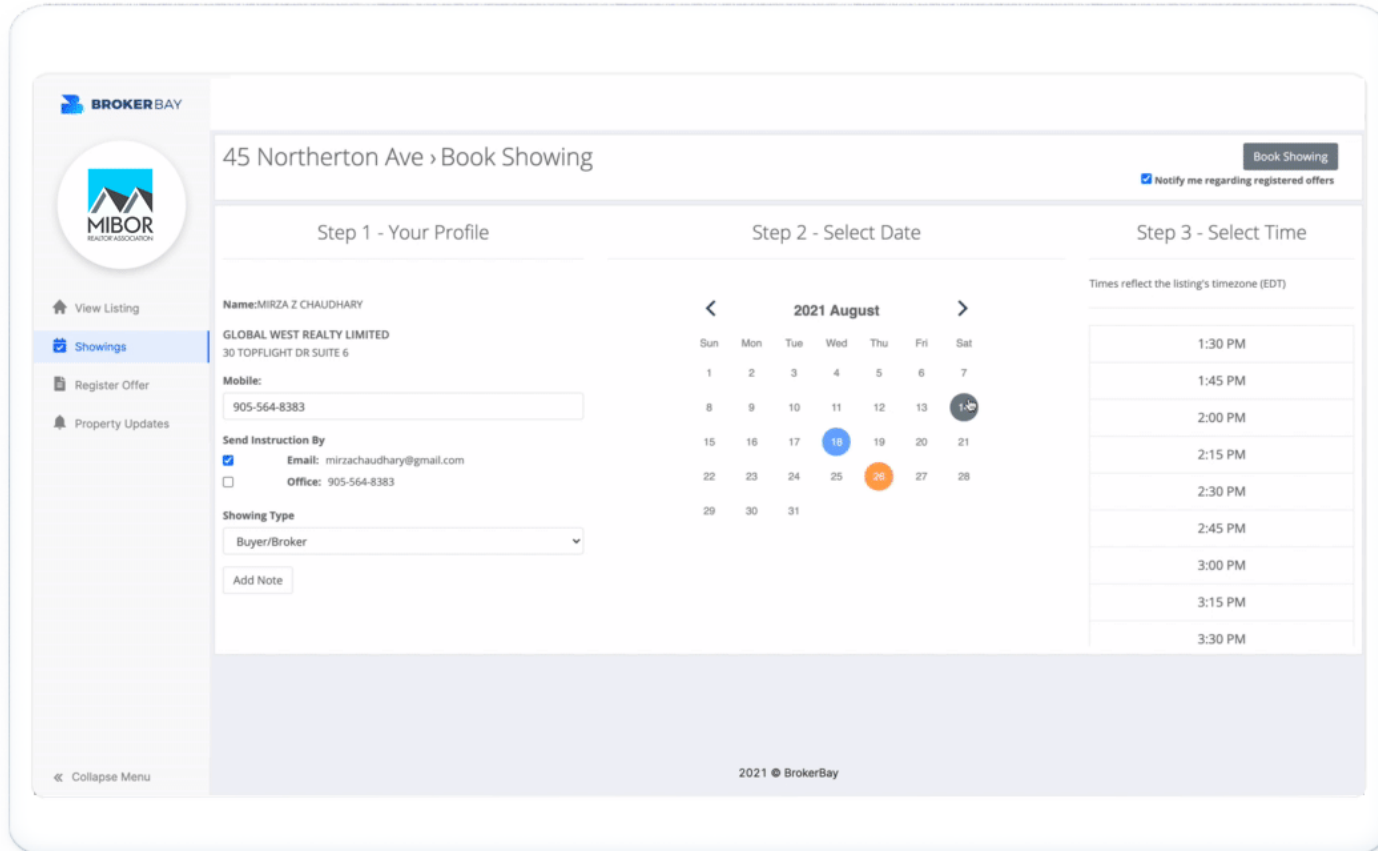 BROKERBAY
MIBOR
REALTOR ASSOCIATION
View Listing
Showings
Register Offer
Property Updates
Collapse Menu
45 Northerton Ave › Book Showing
Book Showing
Notify me regarding registered offers
Step 1 - Your Profile
Name:MIRZA Z CHAUDHARY
GLOBAL WEST REALTY LIMITED
30 TOPFLIGHT DR SUITE 6
Mobile:
905-564-8383
Send Instruction By
Email: mirzachaudhary@gmail.com
Office: 905-564-8383
Showing Type
Buyer/Broker
Add Note
Step 2 - Select Date
2021 August
Sun Mon Tue Wed Thu Fri Sat
1 2 3 4 5 6 7
8 9 10 11 12 13
15 16 17 18 19 20 21
22 23 24 25 26 27 28
29 30 31
Step 3 - Select Time
Times reflect the listing's timezone (EDT)
1:30 PM
1:45 PM
2:00 PM
2:15 PM
2:30 PM
2:45 PM
3:00 PM
3:15 PM
3:30 PM
2021 © BrokerBay